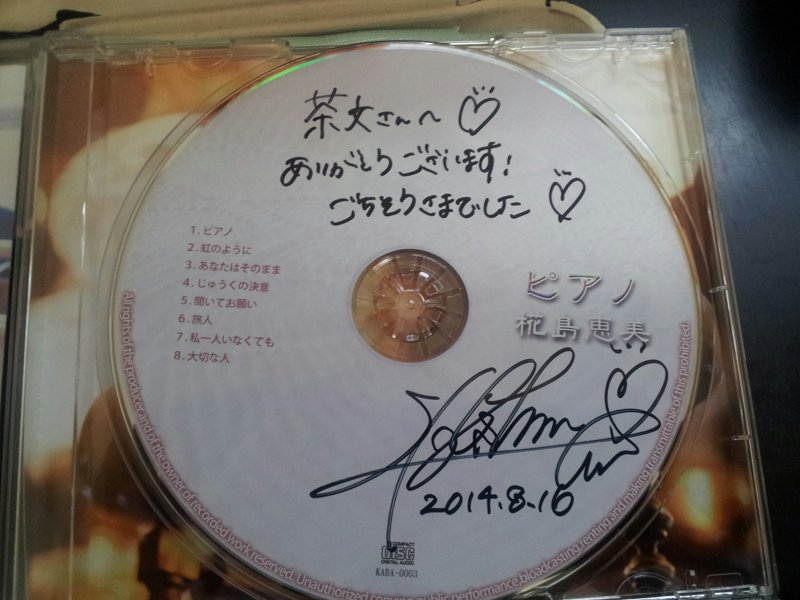 茶文さんへ
ありがとうございます!
ごちそうさまでした
1. ピアノ
2. 虹のように
3. あなたはそのまま
4. じゅうくの決意
5. 聞いてお願い
6. 旅人
7. 私一人いなくても
8. 大切な人
ピアノ
椛島恵美
2014.8.16
COMPACT
DISC
DIGITAL AUDIO
KABA-0003
All rights of the producer and of the owner of recorded work reserved. Unauthorized copying public performance,bloadcasting renting and making transmitable of this prohibited.